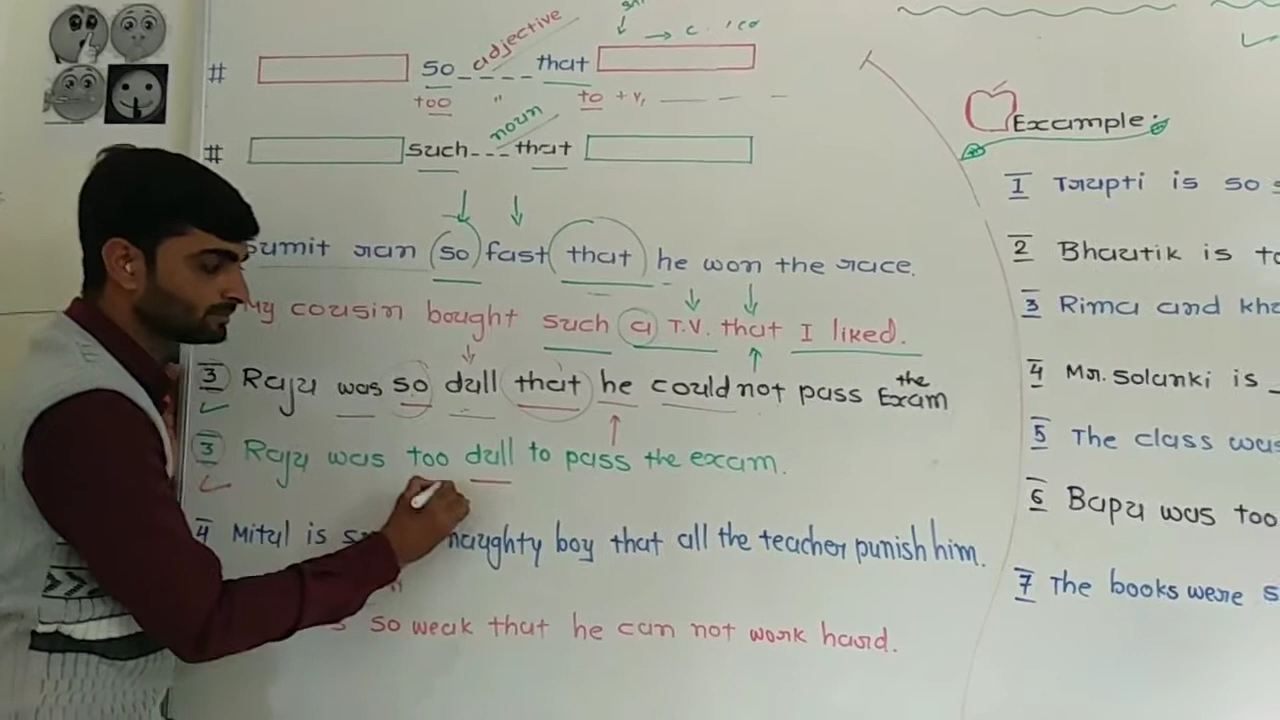 → c.
# so _ adjective _ _ _ that
too " to + V₁ _ _ _
# such _ noun _ _ that
Sumit ran so fast that he won the race.
My cousin bought such a T.V. that I liked.
3 Raju was so dull that he could not pass the Exam
3 Raju was too dull to pass the exam.
4 Mitul is naughty boy that all the teacher punish him.
"
so weak that he can not work hard.
Example:
1 Trupti is so
2 Bhautik is
3 Rima and
4 Mr. Solanki is _
5 The class was
6 Bapu was too
7 The books were